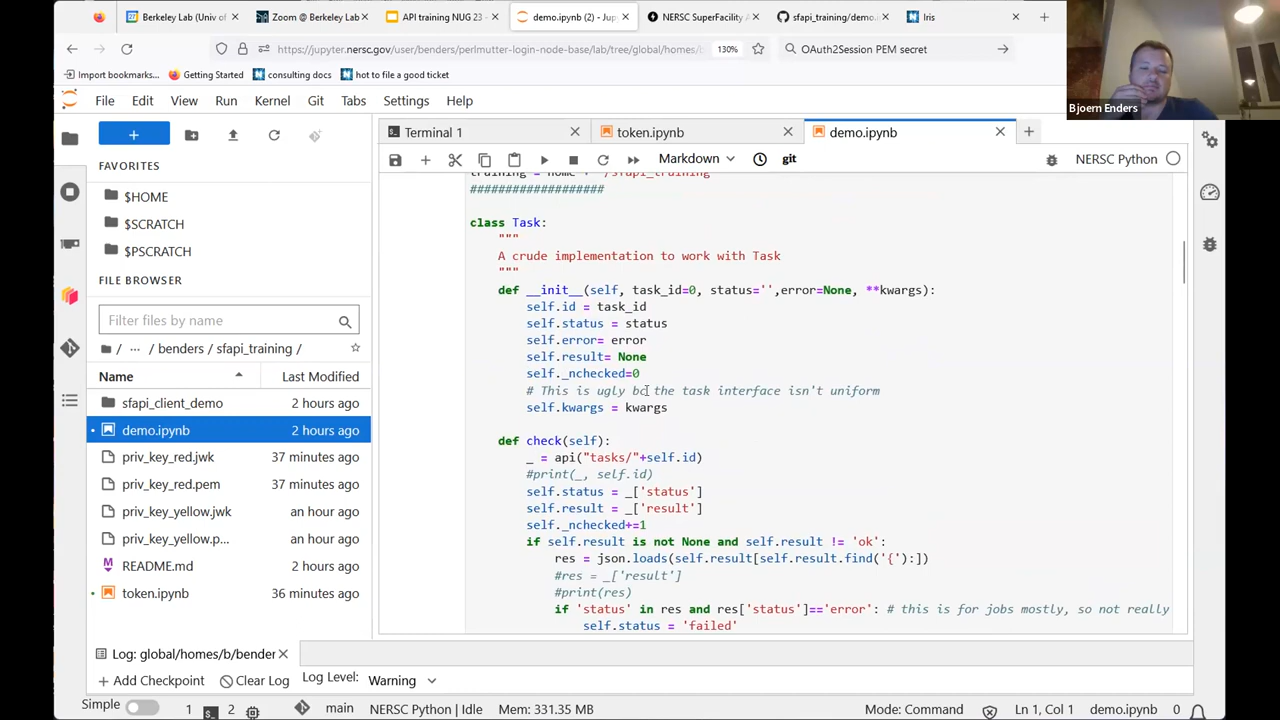 Berkeley Lab (Univ of
Zoom @ Berkeley Lab
API training NUG 23 -
demo.ipynb (2) - Jup
NERSC SuperFacility A
sfapi_training/demo.i
Iris
https://jupyter.nersc.gov/user/benders/perlmutter-login-node-base/lab/tree/global/homes/b
130%
OAuth2Session PEM secret
Import bookmarks...
Getting Started
consulting docs
hot to file a good ticket
Bjoern Enders
File Edit View Run Kernel Git Tabs Settings Help
Terminal 1
token.ipynb
demo.ipynb
Markdown
git
NERSC Python
FAVORITES
$HOME
$SCRATCH
$PSCRATCH
FILE BROWSER
Filter files by name
/ ... / benders / sfapi_training /
Name Last Modified
sfapi_client_demo 2 hours ago
demo.ipynb 2 hours ago
priv_key_red.jwk 37 minutes ago
priv_key_red.pem 37 minutes ago
priv_key_yellow.jwk an hour ago
priv_key_yellow.p... an hour ago
README.md 2 hours ago
token.ipynb 36 minutes ago
training = home + "/sfapi_training"
###################
class Task:
"""
A crude implementation to work with Task
"""
def __init__(self, task_id=0, status='',error=None, **kwargs):
self.id = task_id
self.status = status
self.error= error
self.result= None
self._nchecked=0
# This is ugly bc the task interface isn't uniform
self.kwargs = kwargs
def check(self):
_ = api("tasks/"+self.id)
#print(_, self.id)
self.status = _['status']
self.result = _['result']
self._nchecked+=1
if self.result is not None and self.result != 'ok':
res = json.loads(self.result[self.result.find('{'):])
#res = _['result']
#print(res)
if 'status' in res and res['status']=='error': # this is for jobs mostly, so not really
self.status = 'failed'
Log: global/homes/b/bender
Add Checkpoint
Clear Log
Log Level:
Warning
Simple
1
2
main
NERSC Python | Idle
Mem: 331.35 MB
Mode: Command
Ln 1, Col 1
demo.ipynb
0